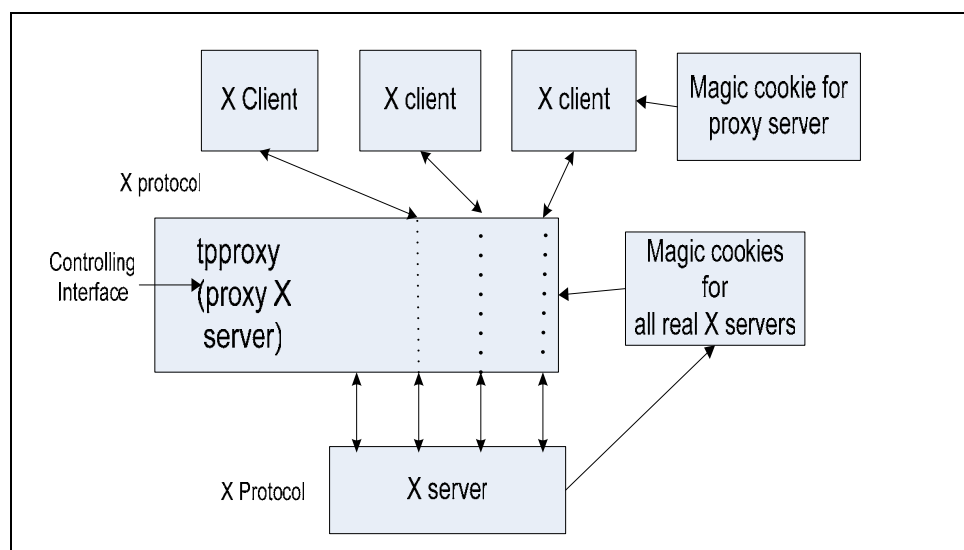 X Client
X client
X client
Magic cookie for
proxy server
X protocol
Controlling
Interface
tpproxy
(proxy X
server)
Magic cookies
for
all real X servers
X Protocol
X server